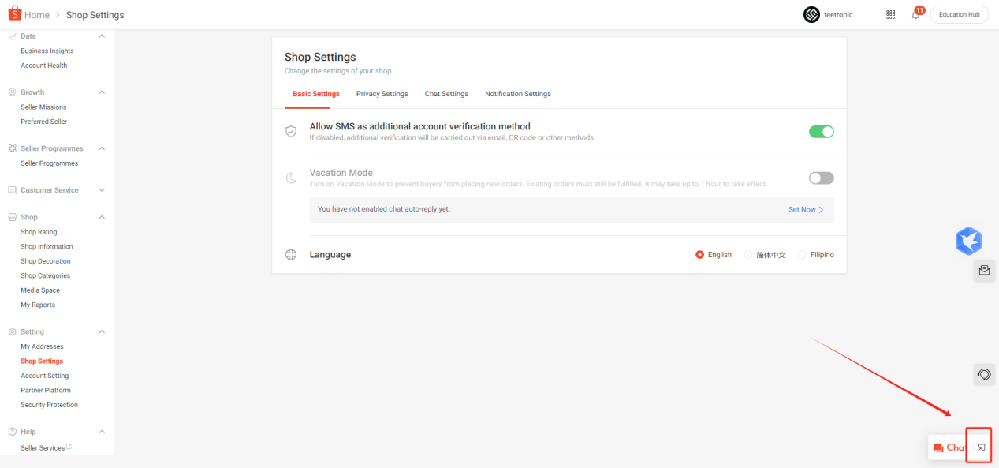 Home > Shop Settings
teetropic
11
Education Hub
Data
Business Insights
Account Health
Growth
Seller Missions
Preferred Seller
Seller Programmes
Seller Programmes
Customer Service
Shop
Shop Rating
Shop Information
Shop Decoration
Shop Categories
Media Space
My Reports
Setting
My Addresses
Shop Settings
Account Setting
Partner Platform
Security Protection
Help
Seller Services
Shop Settings
Change the settings of your shop.
Basic Settings Privacy Settings Chat Settings Notification Settings
Allow SMS as additional account verification method
If disabled, additional verification will be carried out via email, QR code or other methods.
Vacation Mode
Turn on Vacation Mode to prevent buyers from placing new orders. Existing orders must still be fulfilled. It may take up to 1 hour to take effect.
You have not enabled chat auto-reply yet. Set Now >
Language English 简体中文 Filipino
Chat